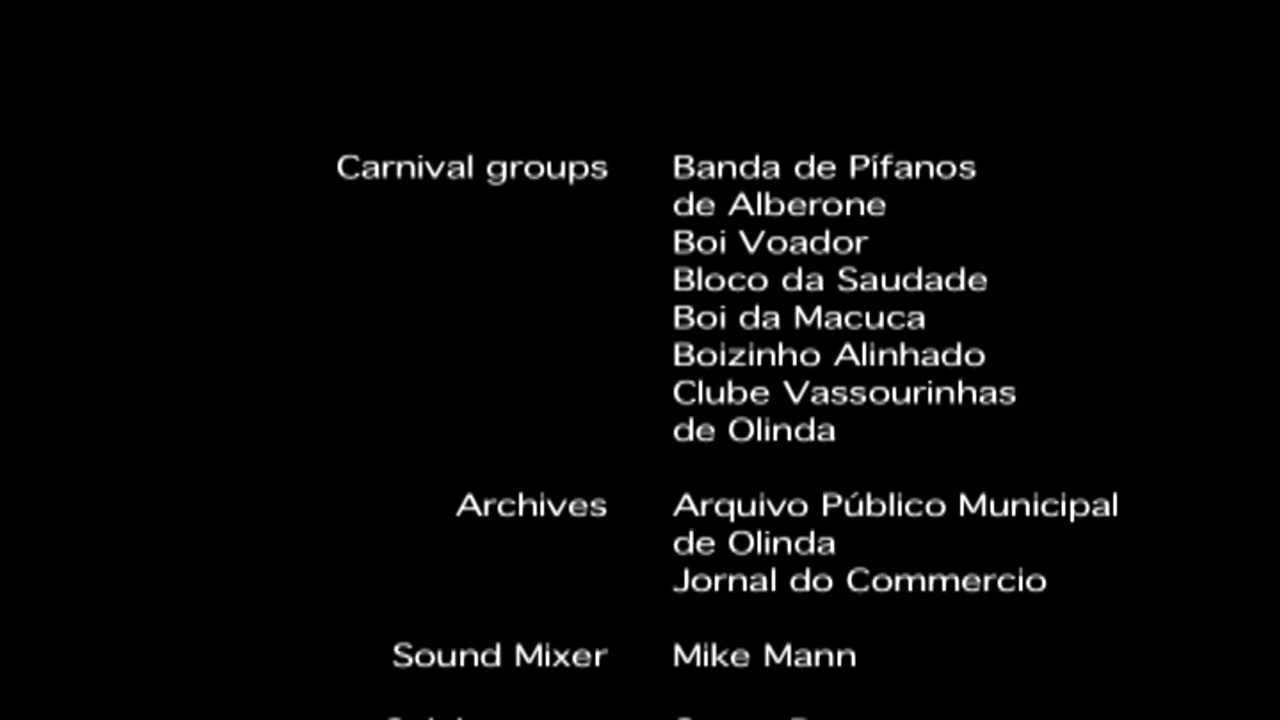 Carnival groups Banda de Pífanos
de Alberone
Boi Voador
Bloco da Saudade
Boi da Macuca
Boizinho Alinhado
Clube Vassourinhas
de Olinda
Archives Arquivo Público Municipal
de Olinda
Jornal do Commercio
Sound Mixer Mike Mann